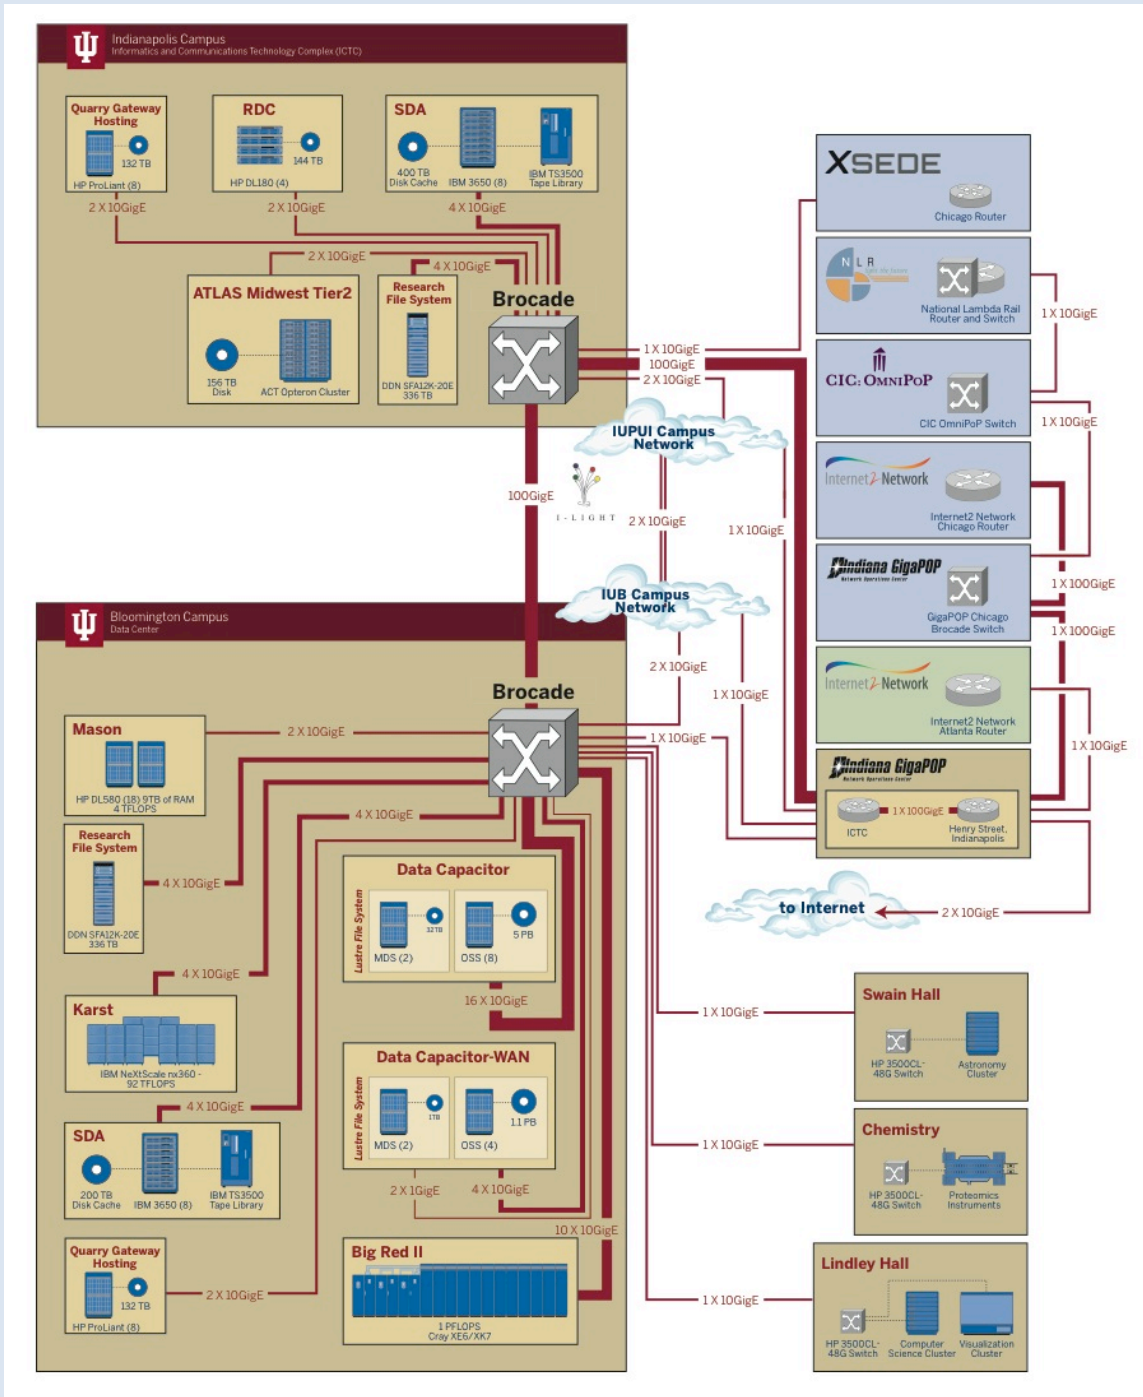 Indianapolis Campus
Informatics and Communications Technology Complex (ICTC)
Quarry Gateway
Hosting
132 TB
HP ProLiant (8)
RDC
144 TB
HP DL180 (4)
SDA
400 TB
Disk Cache
IBM 3650 (8)
IBM TS3500
Tape Library
2 X 10GigE
2 X 10GigE
4 X 10GigE
2 X 10GigE
4 X 10GigE
ATLAS Midwest Tier2
156 TB
Disk
ACT Opteron Cluster
Research
File System
DDN SFA12K-20E
336 TB
Brocade
1 X 10GigE
100GigE
2 X 10GigE
IUPUI Campus
Network
100GigE
I-LIGHT
2 X 10GigE
1 X 10GigE
IUB Campus
Network
2 X 10GigE
1 X 10GigE
XSEDE
Chicago Router
NLR
National Lambda Rail
Router and Switch
1 X 10GigE
CIC: OMNIPOP
CIC OmniPoP Switch
1 X 10GigE
Internet2 Network
Internet2 Network
Chicago Router
Indiana GigaPOP
Network Operations Center
GigaPOP Chicago
Brocade Switch
1 X 100GigE
1 X 100GigE
Internet2 Network
Internet2 Network
Atlanta Router
1 X 10GigE
Indiana GigaPOP
Network Operations Center
ICTC
1 X 100GigE
Henry Street,
Indianapolis
to Internet
2 X 10GigE
Bloomington Campus
Data Center
Brocade
Mason
HP DL580 (18) 9TB of RAM
4 TFLOPS
2 X 10GigE
1 X 10GigE
Research
File System
DDN SFA12K-20E
336 TB
4 X 10GigE
4 X 10GigE
Data Capacitor
Lustre File System
32TB
MDS (2)
5 PB
OSS (8)
16 X 10GigE
4 X 10GigE
Karst
IBM NeXtScale nx360 -
92 TFLOPS
Data Capacitor-WAN
Lustre File System
1TB
MDS (2)
1.1 PB
OSS (4)
4 X 10GigE
SDA
200 TB
Disk Cache
IBM 3650 (8)
IBM TS3500
Tape Library
2 X 1GigE
4 X 10GigE
10 X 10GigE
Quarry Gateway
Hosting
132 TB
HP ProLiant (8)
2 X 10GigE
Big Red II
1 PFLOPS
Cray XE6/XK7
1 X 10GigE
Swain Hall
HP 3500CL-
48G Switch
Astronomy
Cluster
1 X 10GigE
Chemistry
HP 3500CL-
48G Switch
Proteomics
Instruments
1 X 10GigE
Lindley Hall
HP 3500CL-
48G Switch
Computer
Science Cluster
Visualization
Cluster